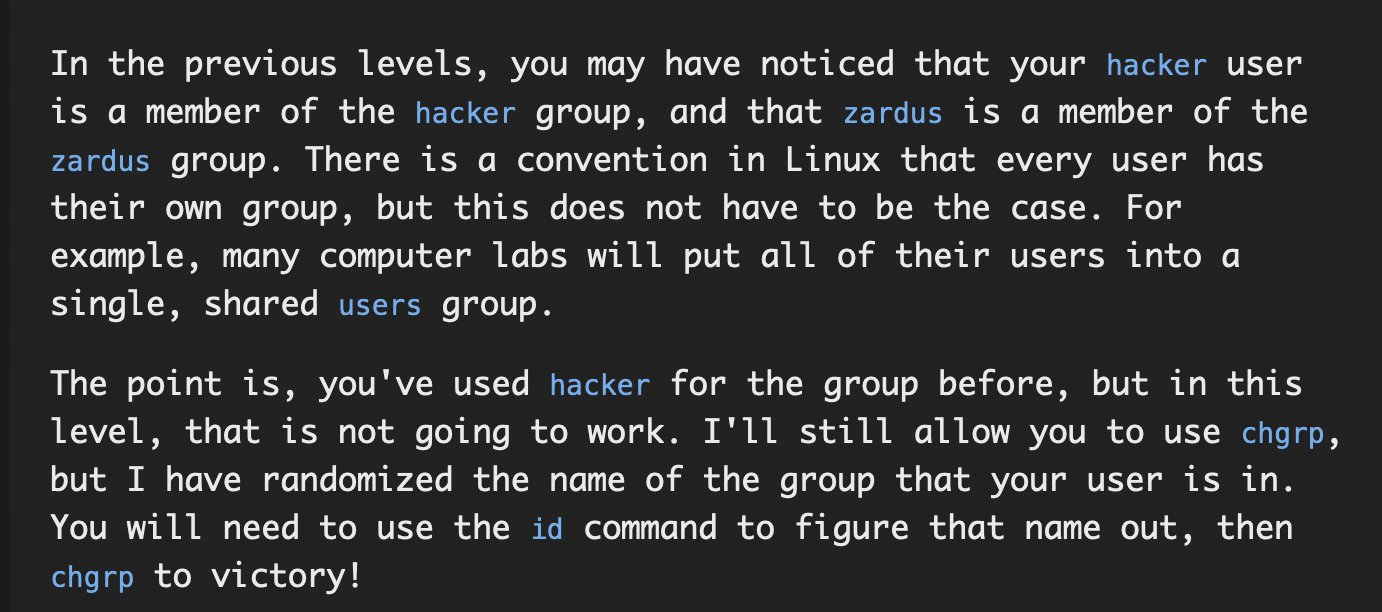 In the previous levels, you may have noticed that your hacker user
is a member of the hacker group, and that zardus is a member of the
zardus group. There is a convention in Linux that every user has
their own group, but this does not have to be the case. For
example, many computer labs will put all of their users into a
single, shared users group.
The point is, you've used hacker for the group before, but in this
level, that is not going to work. I'll still allow you to use chgrp,
but I have randomized the name of the group that your user is in.
You will need to use the id command to figure that name out, then
chgrp to victory!